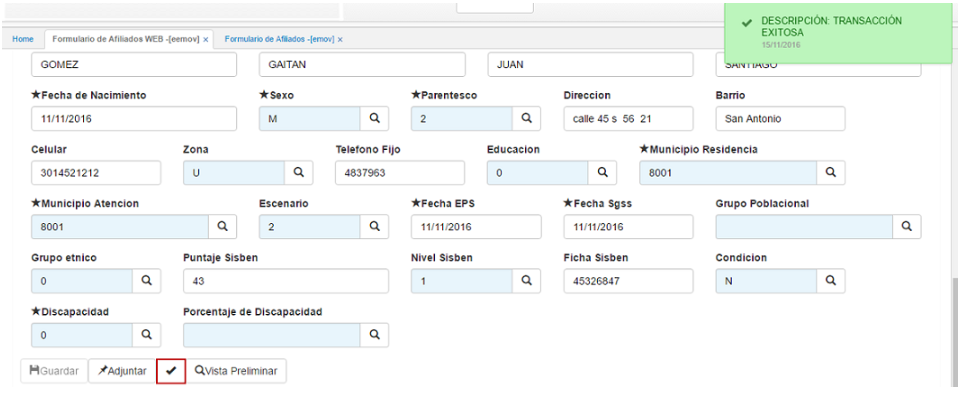 DESCRIPCIÓN: TRANSACCIÓN
EXITOSA
15/11/2016
Home Formulario de Afiliados WEB -[eemov] x Formulario de Afiliados -[emov] x
GOMEZ GAITAN JUAN SANTIAGO
★Fecha de Nacimiento ★Sexo ★Parentesco Direccion Barrio
11/11/2016 M 2 calle 45 s 56 21 San Antonio
Celular Zona Telefono Fijo Educacion ★Municipio Residencia
3014521212 U 4837963 0 8001
★Municipio Atencion Escenario ★Fecha EPS ★Fecha Sgss Grupo Poblacional
8001 2 11/11/2016 11/11/2016
Grupo etnico Puntaje Sisben Nivel Sisben Ficha Sisben Condicion
0 43 1 45326847 N
★Discapacidad Porcentaje de Discapacidad
0
Guardar Adjuntar Vista Preliminar